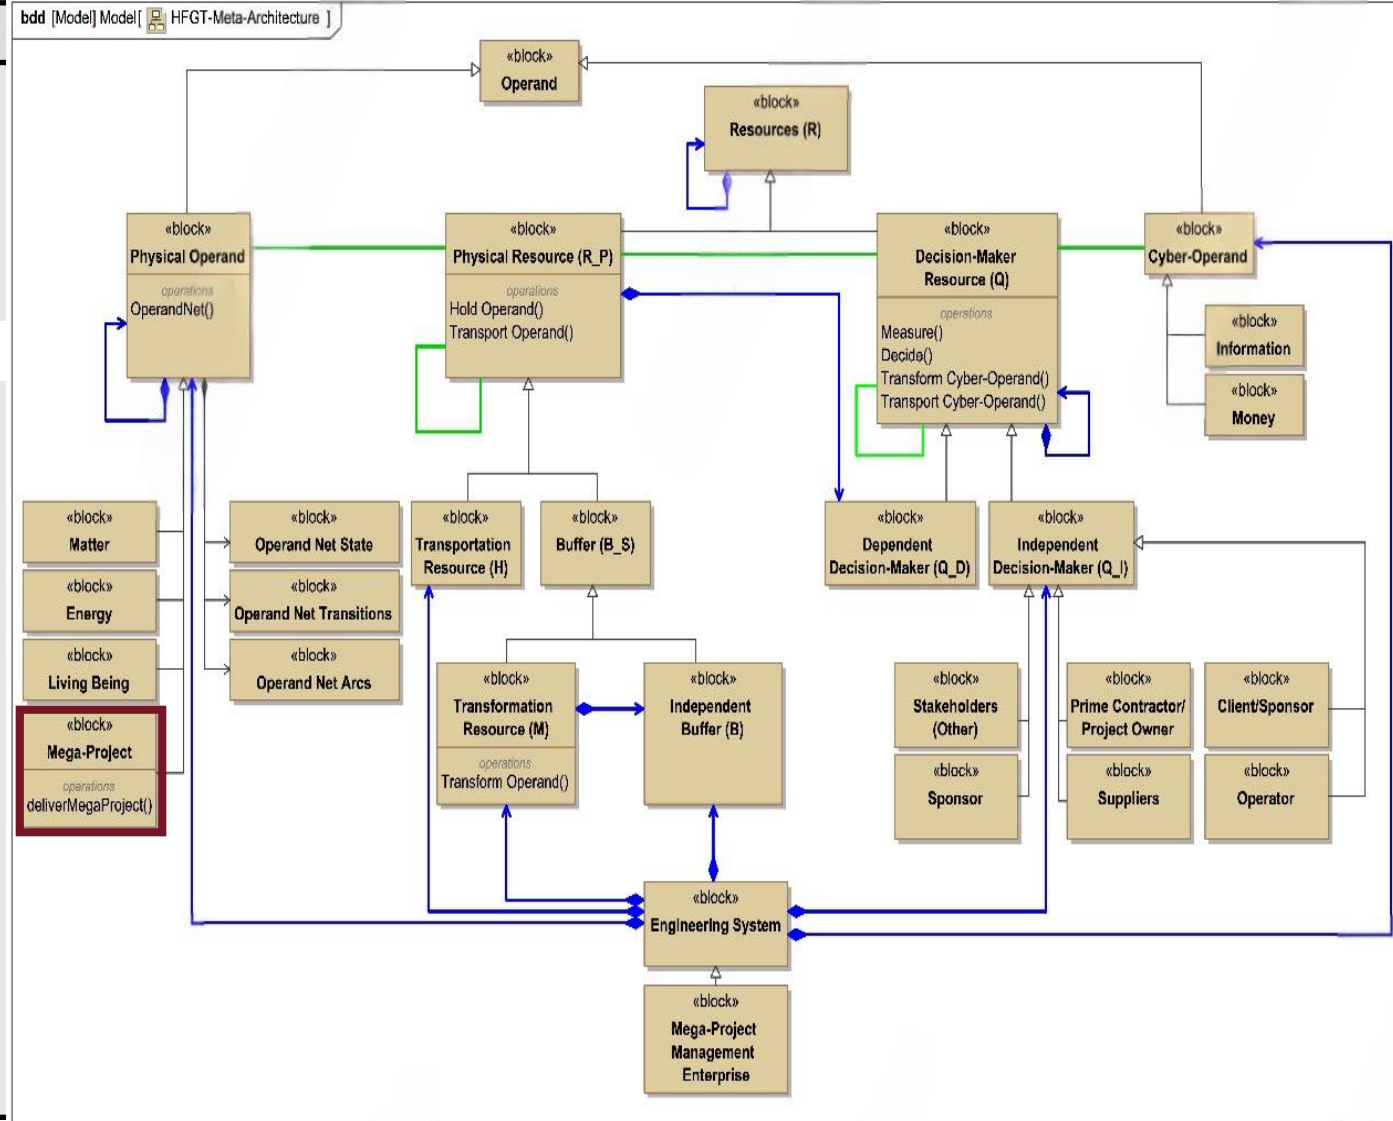 bdd [Model] Model[ HFGT-Meta-Architecture ]
«block»
Operand
«block»
Resources (R)
«block»
Physical Operand
operations
OperandNet()
«block»
Physical Resource (R_P)
operations
Hold Operand()
Transport Operand()
«block»
Decision-Maker
Resource (Q)
operations
Measure()
Decide()
Transform Cyber-Operand()
Transport Cyber-Operand()
«block»
Cyber-Operand
«block»
Information
«block»
Money
«block»
Matter
«block»
Operand Net State
«block»
Transportation
Resource (H)
«block»
Buffer (B_S)
«block»
Dependent
Decision-Maker (Q_D)
«block»
Independent
Decision-Maker (Q_I)
«block»
Energy
«block»
Operand Net Transitions
«block»
Living Being
«block»
Operand Net Arcs
«block»
Mega-Project
operations
deliverMegaProject()
«block»
Transformation
Resource (M)
operations
Transform Operand()
«block»
Independent
Buffer (B)
«block»
Stakeholders
(Other)
«block»
Prime Contractor/
Project Owner
«block»
Client/Sponsor
«block»
Sponsor
«block»
Suppliers
«block»
Operator
«block»
Engineering System
«block»
Mega-Project
Management
Enterprise